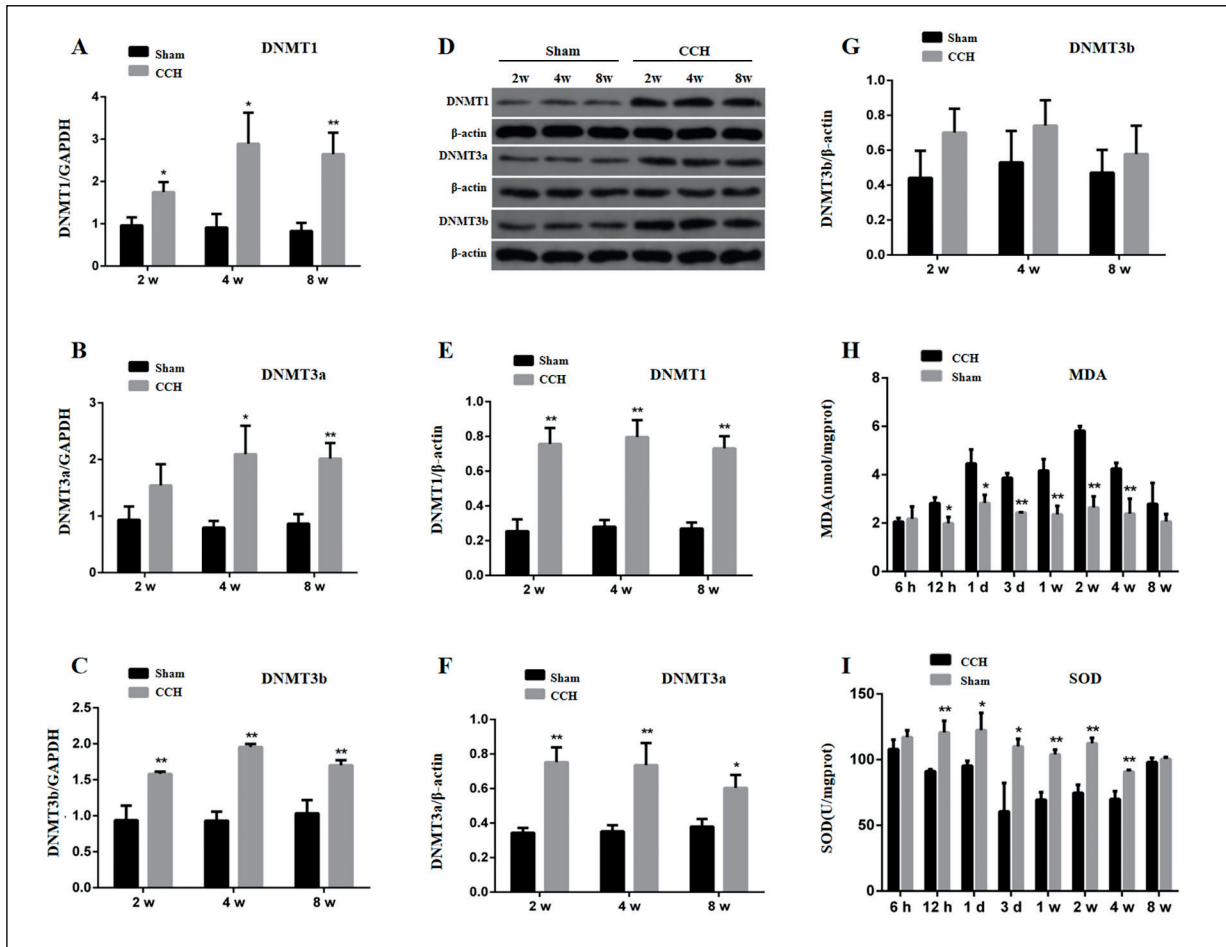 A
DNMT1
Sham
CCH
DNMT1/GAPDH
4
3
2
1
0
*
*
**
2 w
4 w
8 w
B
DNMT3a
Sham
CCH
DNMT3a/GAPDH
3
2
1
0
*
**
2 w
4 w
8 w
C
DNMT3b
Sham
CCH
DNMT3b/GAPDH
2.5
2.0
1.5
1.0
0.5
0.0
**
**
**
2 w
4 w
8 w
D
Sham
CCH
2w 4w 8w 2w 4w 8w
DNMT1
β-actin
DNMT3a
β-actin
DNMT3b
β-actin
E
DNMT1
Sham
CCH
DNMT1/β-actin
0.8
0.6
0.4
0.2
0.0
**
**
**
2 w
4 w
8 w
F
DNMT3a
Sham
CCH
DNMT3a/β-actin
1.0
0.8
0.6
0.4
0.2
0.0
**
**
*
2 w
4 w
8 w
G
DNMT3b
Sham
CCH
DNMT3b/β-actin
1.0
0.8
0.6
0.4
0.2
0.0
2 w
4 w
8 w
H
MDA
CCH
Sham
MDA(nmol/mgprot)
8
6
4
2
0
*
*
**
**
**
**
6 h
12 h
1 d
3 d
1 w
2 w
4 w
8 w
I
SOD
CCH
Sham
SOD(U/mgprot)
150
100
50
0
**
*
*
**
**
**
6 h
12 h
1 d
3 d
1 w
2 w
4 w
8 w